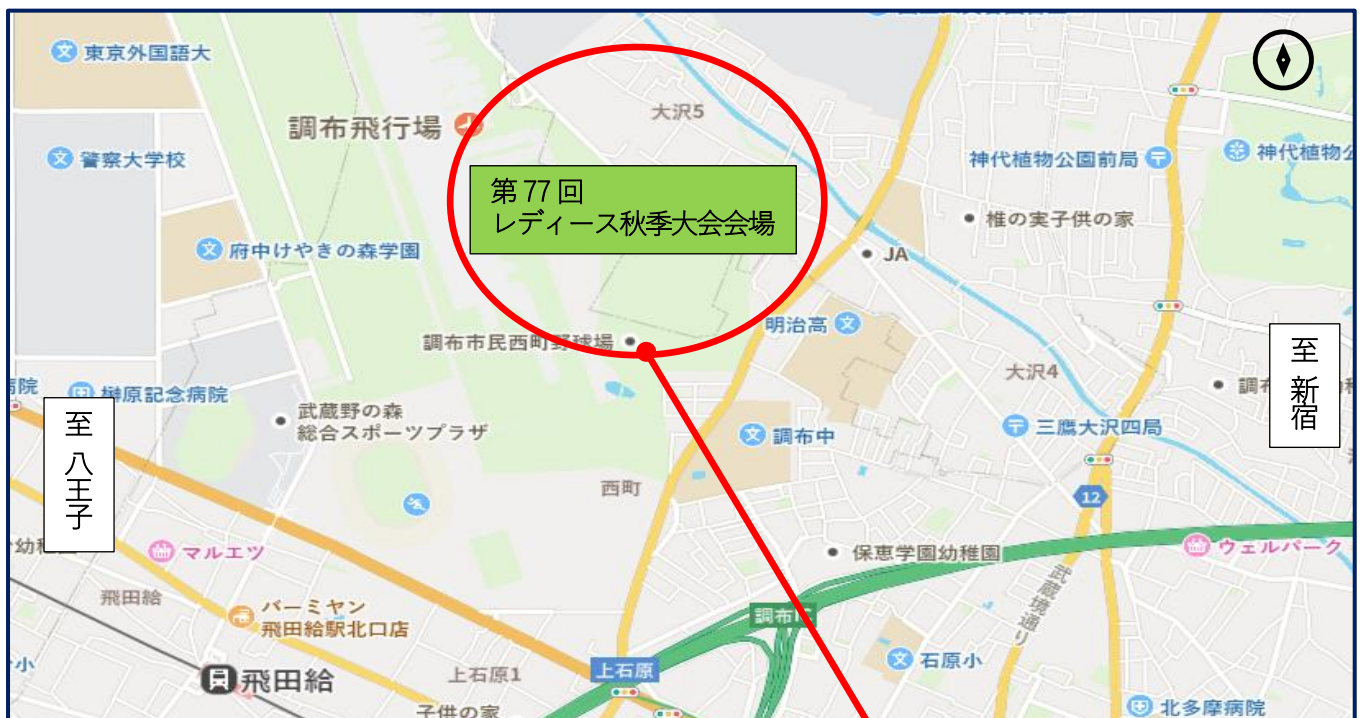 東京外国語大
調布飛行場
大沢5
警察大学校
神代植物公園前局
神代植物公
第77回
レディース秋季大会会場
椎の実子供の家
府中けやきの森学園
JA
明治高
調布市民西町野球場
至 新宿
大沢4
病院
榊原記念病院
武蔵野の森
総合スポーツプラザ
至 八王子
調布中
三鷹大沢四局
西町
12
マルエツ
保恵学園幼稚園
ウェルパーク
飛田給
バーミヤン
飛田給駅北口店
調布IC
武蔵境通り
石原小
飛田給
上石原1
上石原
子供の家
北多摩病院